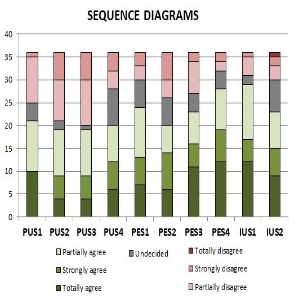 SEQUENCE DIAGRAMS
40
35
30
25
20
15
10
5
0
PUS1 PUS2 PUS3 PUS4 PES1 PES2 PES3 PES4 IUS1 IUS2
Partially agree Undecided Totally disagree
Strongly agree Strongly disagree
Totally agree Partially disagree